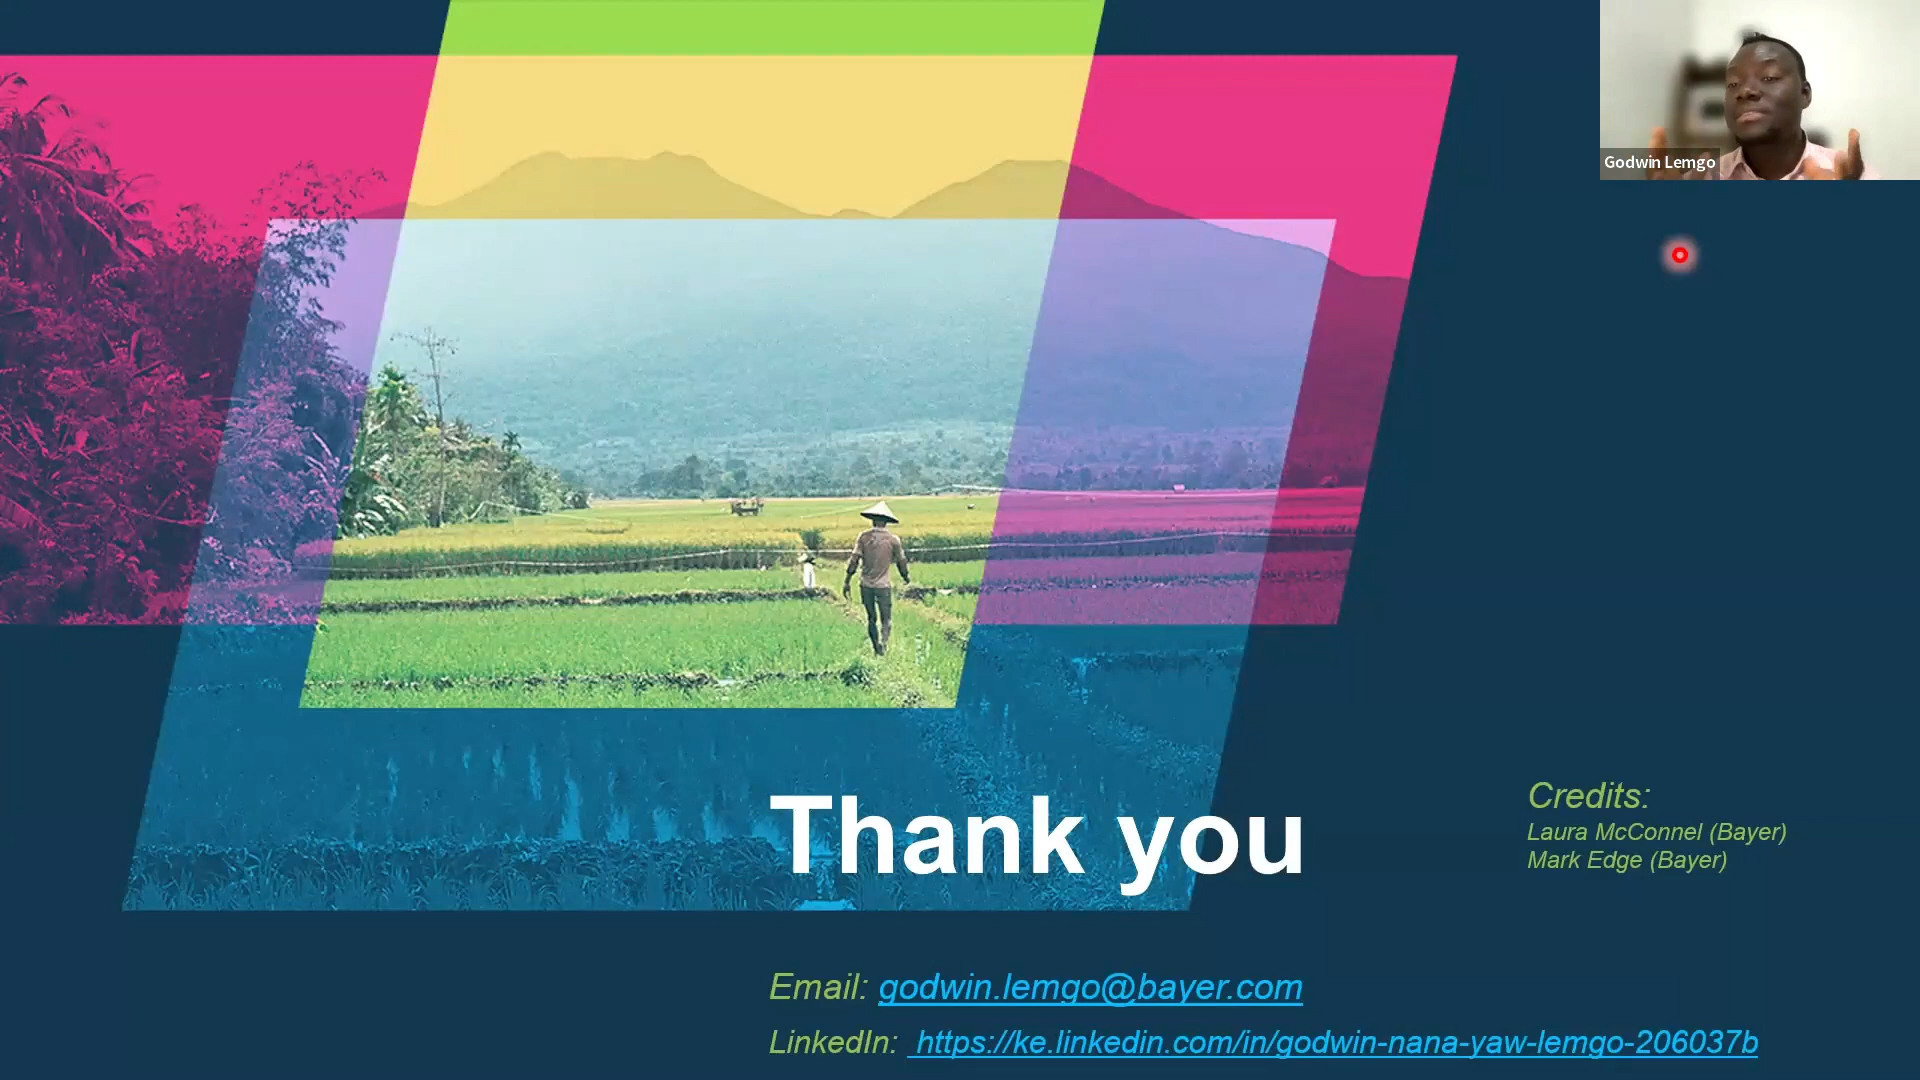 Godwin Lemgo
Thank you
Credits:
Laura McConnel (Bayer)
Mark Edge (Bayer)
Email: godwin.lemgo@bayer.com
LinkedIn: https://ke.linkedin.com/in/godwin-nana-yaw-lemgo-206037b